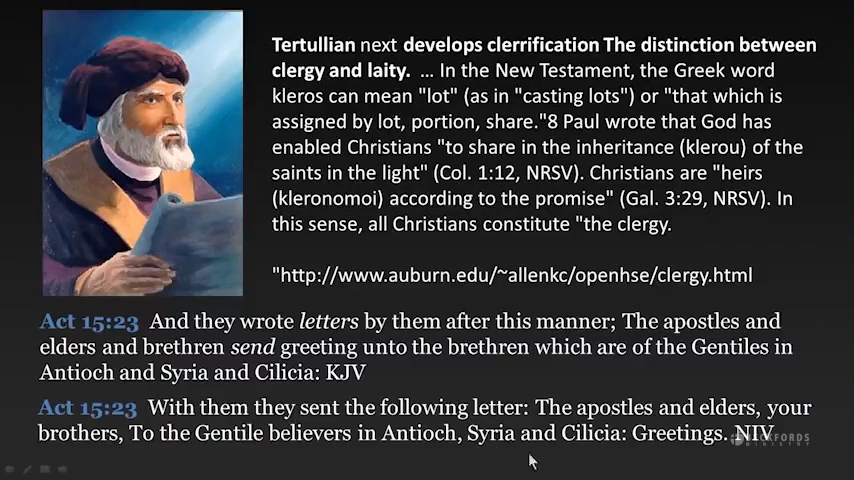 Tertullian next develops clerrification The distinction between
clergy and laity. … In the New Testament, the Greek word
kleros can mean "lot" (as in "casting lots") or "that which is
assigned by lot, portion, share."8 Paul wrote that God has
enabled Christians "to share in the inheritance (klerou) of the
saints in the light" (Col. 1:12, NRSV). Christians are "heirs
(kleronomoi) according to the promise" (Gal. 3:29, NRSV). In
this sense, all Christians constitute "the clergy.
"http://www.auburn.edu/~allenkc/openhse/clergy.html
Act 15:23 And they wrote letters by them after this manner; The apostles and
elders and brethren send greeting unto the brethren which are of the Gentiles in
Antioch and Syria and Cilicia: KJV
Act 15:23 With them they sent the following letter: The apostles and elders, your
brothers, To the Gentile believers in Antioch, Syria and Cilicia: Greetings. NIV
MINISTRY